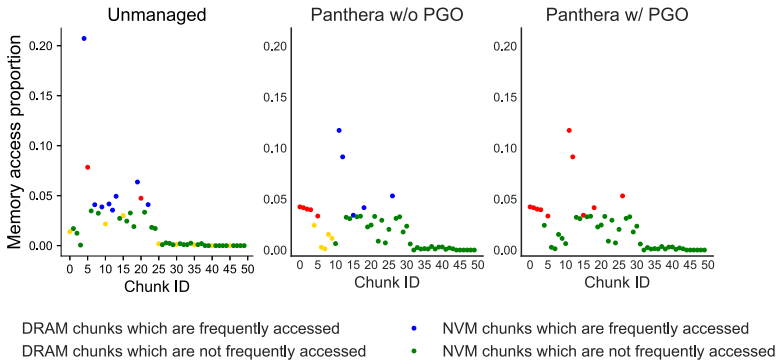 Unmanaged
Panthera w/o PGO
Panthera w/ PGO
Memory access proportion
0.20
0.15
0.10
0.05
0.00
0 5 10 15 20 25 30 35 40 45 50
Chunk ID
0.20
0.15
0.10
0.05
0.00
0 5 10 15 20 25 30 35 40 45 50
Chunk ID
0.20
0.15
0.10
0.05
0.00
0 5 10 15 20 25 30 35 40 45 50
Chunk ID
DRAM chunks which are frequently accessed
NVM chunks which are frequently accessed
DRAM chunks which are not frequently accessed
NVM chunks which are not frequently accessed